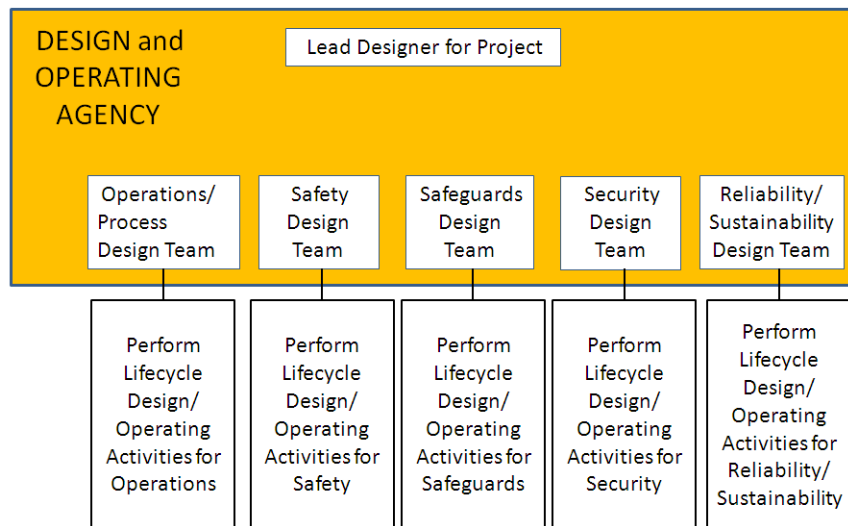 DESIGN and
OPERATING
AGENCY
Lead Designer for Project
Operations/
Process
Design Team
Safety
Design
Team
Safeguards
Design
Team
Security
Design
Team
Reliability/
Sustainability
Design Team
Perform
Lifecycle
Design/
Operating
Activities for
Operations
Perform
Lifecycle
Design/
Operating
Activities for
Safety
Perform
Lifecycle
Design/
Operating
Activities for
Safeguards
Perform
Lifecycle
Design/
Operating
Activities for
Security
Perform
Lifecycle
Design/
Operating
Activities for
Reliability/
Sustainability